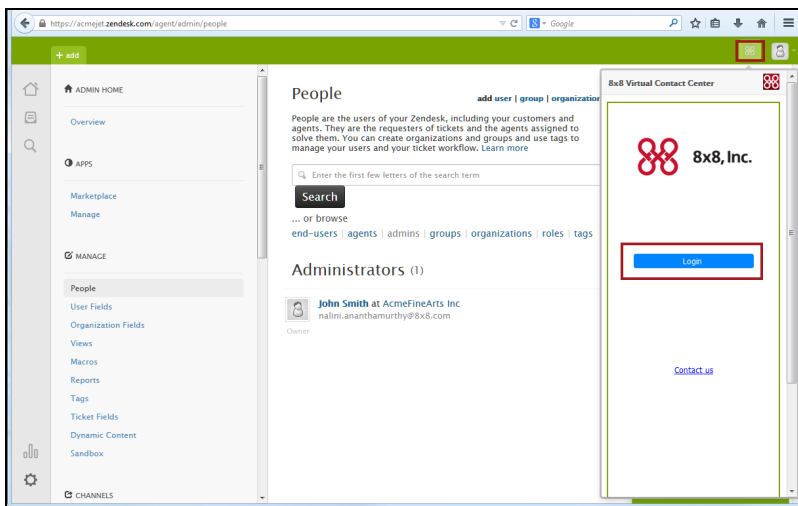 https://acmejet.zendesk.com/agent/admin/people
Google
+ add
ADMIN HOME
Overview
APPS
Marketplace
Manage
MANAGE
People
User Fields
Organization Fields
Views
Macros
Reports
Tags
Ticket Fields
Dynamic Content
Sandbox
CHANNELS
People
add user | group | organization
People are the users of your Zendesk, including your customers and
agents. They are the requesters of tickets and the agents assigned to
solve them. You can create organizations and groups and use tags to
manage your users and your ticket workflow. Learn more
Enter the first few letters of the search term
Search
... or browse
end-users | agents | admins | groups | organizations | roles | tags
Administrators (1)
John Smith at AcmeFineArts Inc
nalini.ananthamurthy@8x8.com
Owner
8x8 Virtual Contact Center
8x8, Inc.
Login
Contact us